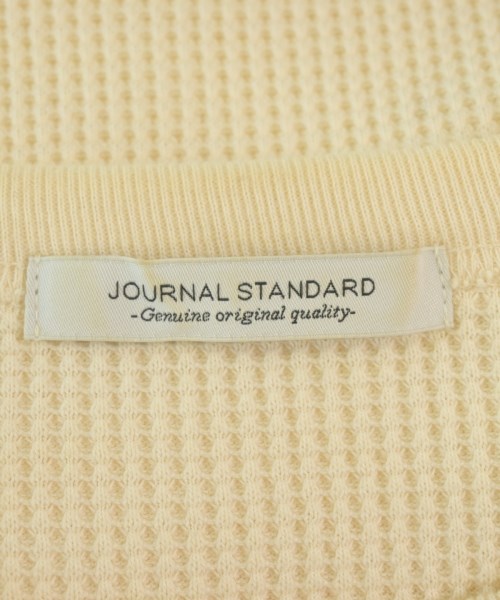 JOURNAL STANDARD
-Genuine original quality-